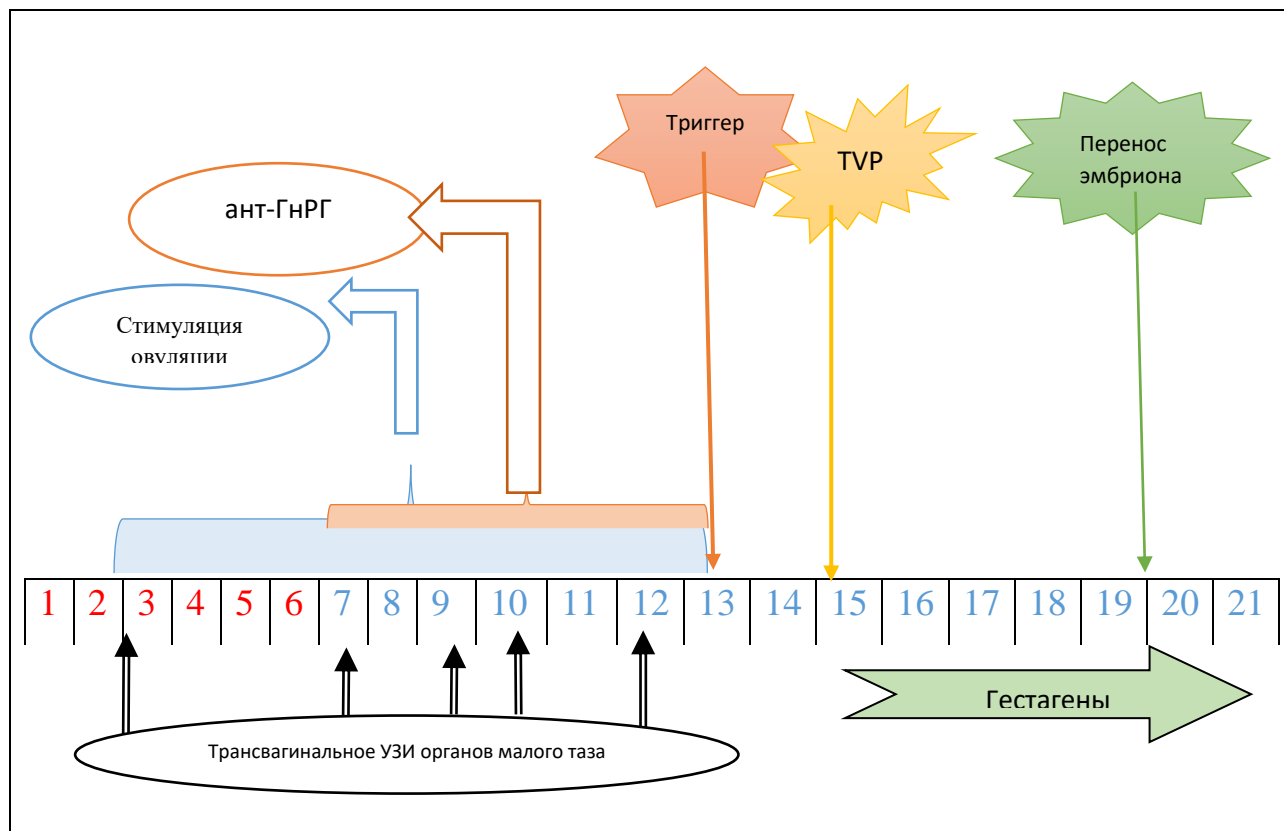 Триггер
TVP
Перенос
эмбриона
ант-ГнРГ
Стимуляция
овуляции
1 2 3 4 5 6 7 8 9 10 11 12 13 14 15 16 17 18 19 20 21
Гестагены
Трансвагинальное УЗИ органов малого таза